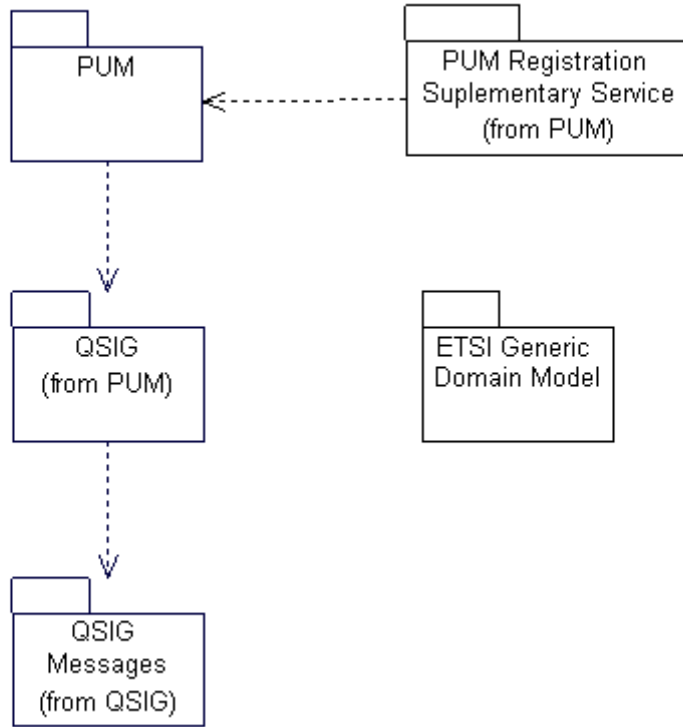 PUM
PUM Registration
Suplementary Service
(from PUM)
QSIG
(from PUM)
ETSI Generic
Domain Model
QSIG
Messages
(from QSIG)